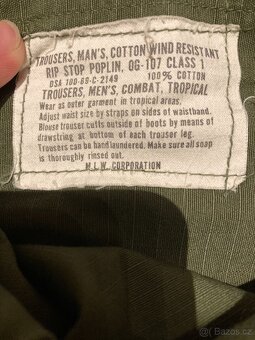 TROUSERS, MAN'S, COTTON WIND RESISTANT
RIP STOP POPLIN, OG-107 CLASS 1
DSA 100-69-C-2149 100% COTTON
TROUSERS, MEN'S, COMBAT, TROPICAL
Wear as outer garment in tropical areas.
Adjust waist size by straps on sides of waistband.
Blouse trouser cuffs outside of boots by means of
drawstring at bottom of each trouser leg.
Trousers can be handlaundered. Make sure all soap
is thoroughly rinsed out.
M.L.W. CORPORATION
Sbazar.cz